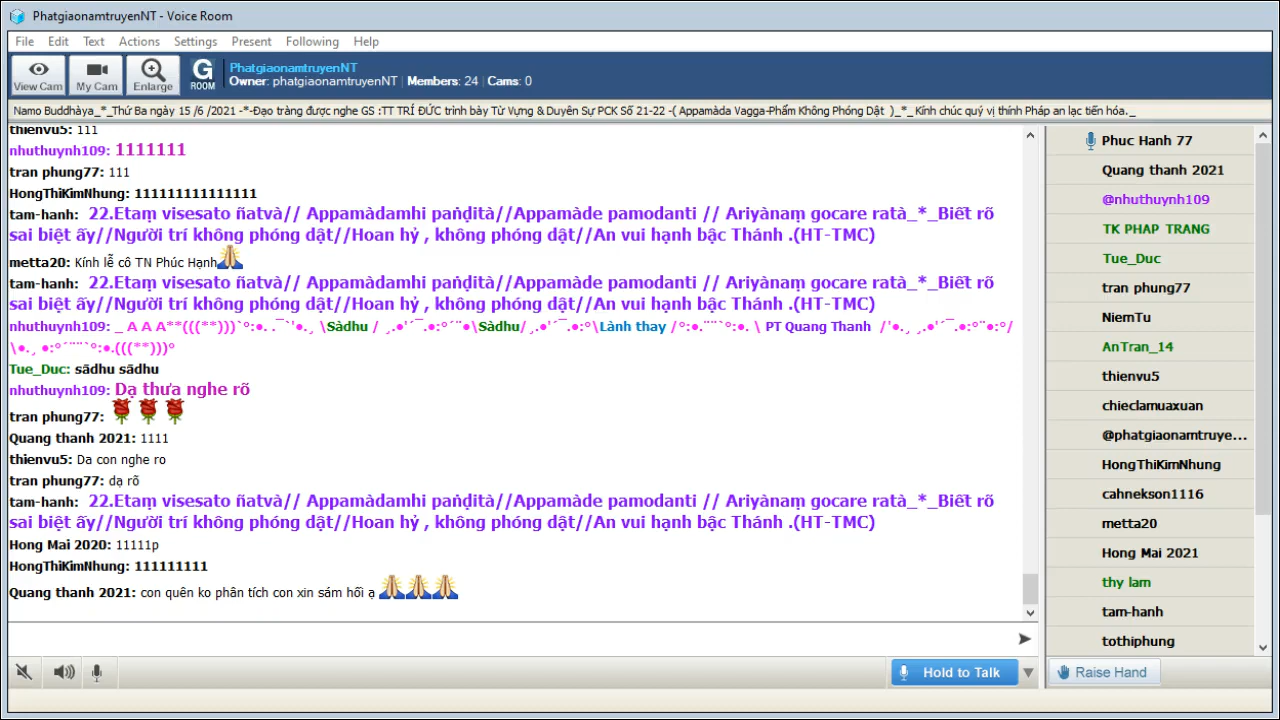 PhatgiaonamtruyenNT - Voice Room
File Edit Text Actions Settings Present Following Help
View Cam My Cam Enlarge G ROOM
PhatgiaonamtruyenNT
Owner: phatgiaonamtruyenNT | Members: 24 | Cams: 0
Namo Buddhàya_*_Thứ Ba ngày 15 /6 /2021 -*-Đạo tràng được nghe GS :TT TRÍ ĐỨC trình bày Từ Vựng & Duyên Sự PCK Số 21-22 -( Appamàda Vagga-Phẩm Không Phóng Dật )_*_ Kính chúc quý vị thính Pháp an lạc tiến hóa._
thienvu5: 111
nhuthuynh109: 1111111
tran phung77: 111
HongThiKimNhung: 111111111111111
tam-hanh: 22.Etaṃ visesato ñatvà// Appamàdamhi paṅḍità//Appamàde pamodanti // Ariyànaṃ gocare ratà_*_Biết rõ
sai biệt ấy//Người trí không phóng dật//Hoan hỷ , không phóng dật//An vui hạnh bậc Thánh .(HT-TMC)
metta20: Kính lễ cô TN Phúc Hạnh
tam-hanh: 22.Etaṃ visesato ñatvà// Appamàdamhi paṅḍità//Appamàde pamodanti // Ariyànaṃ gocare ratà_*_Biết rõ
sai biệt ấy//Người trí không phóng dật//Hoan hỷ , không phóng dật//An vui hạnh bậc Thánh .(HT-TMC)
nhuthuynh109: _ A A A**(((**)))`°:•. .¯`'•.¸ \Sàdhu / ¸.•'´¯.•:°´¨•\Sàdhu/¸.•'´¯.•:°\Lành thay /°:•.¨¨`°:•. \ PT Quang Thanh /'•.¸ ¸.•'´¯.•:°¨•:°/
\•.¸ •:°´¨¨`°:•.(((**)))°
Tue_Duc: sādhu sādhu
nhuthuynh109: Dạ thưa nghe rõ
tran phung77:
Quang thanh 2021: 1111
thienvu5: Da con nghe ro
tran phung77: dạ rõ
tam-hanh: 22.Etaṃ visesato ñatvà// Appamàdamhi paṅḍità//Appamàde pamodanti // Ariyànaṃ gocare ratà_*_Biết rõ
sai biệt ấy//Người trí không phóng dật//Hoan hỷ , không phóng dật//An vui hạnh bậc Thánh .(HT-TMC)
Hong Mai 2020: 11111p
HongThiKimNhung: 111111111
Quang thanh 2021: con quên ko phân tích con xin sám hối ạ
Hold to Talk
Phuc Hanh 77
Quang thanh 2021
@nhuthuynh109
TK PHAP TRANG
Tue_Duc
tran phung77
NiemTu
AnTran_14
thienvu5
chieclamuaxuan
@phatgiaonamtruye...
HongThiKimNhung
cahnekson1116
metta20
Hong Mai 2021
thy lam
tam-hanh
tothiphung
Raise Hand